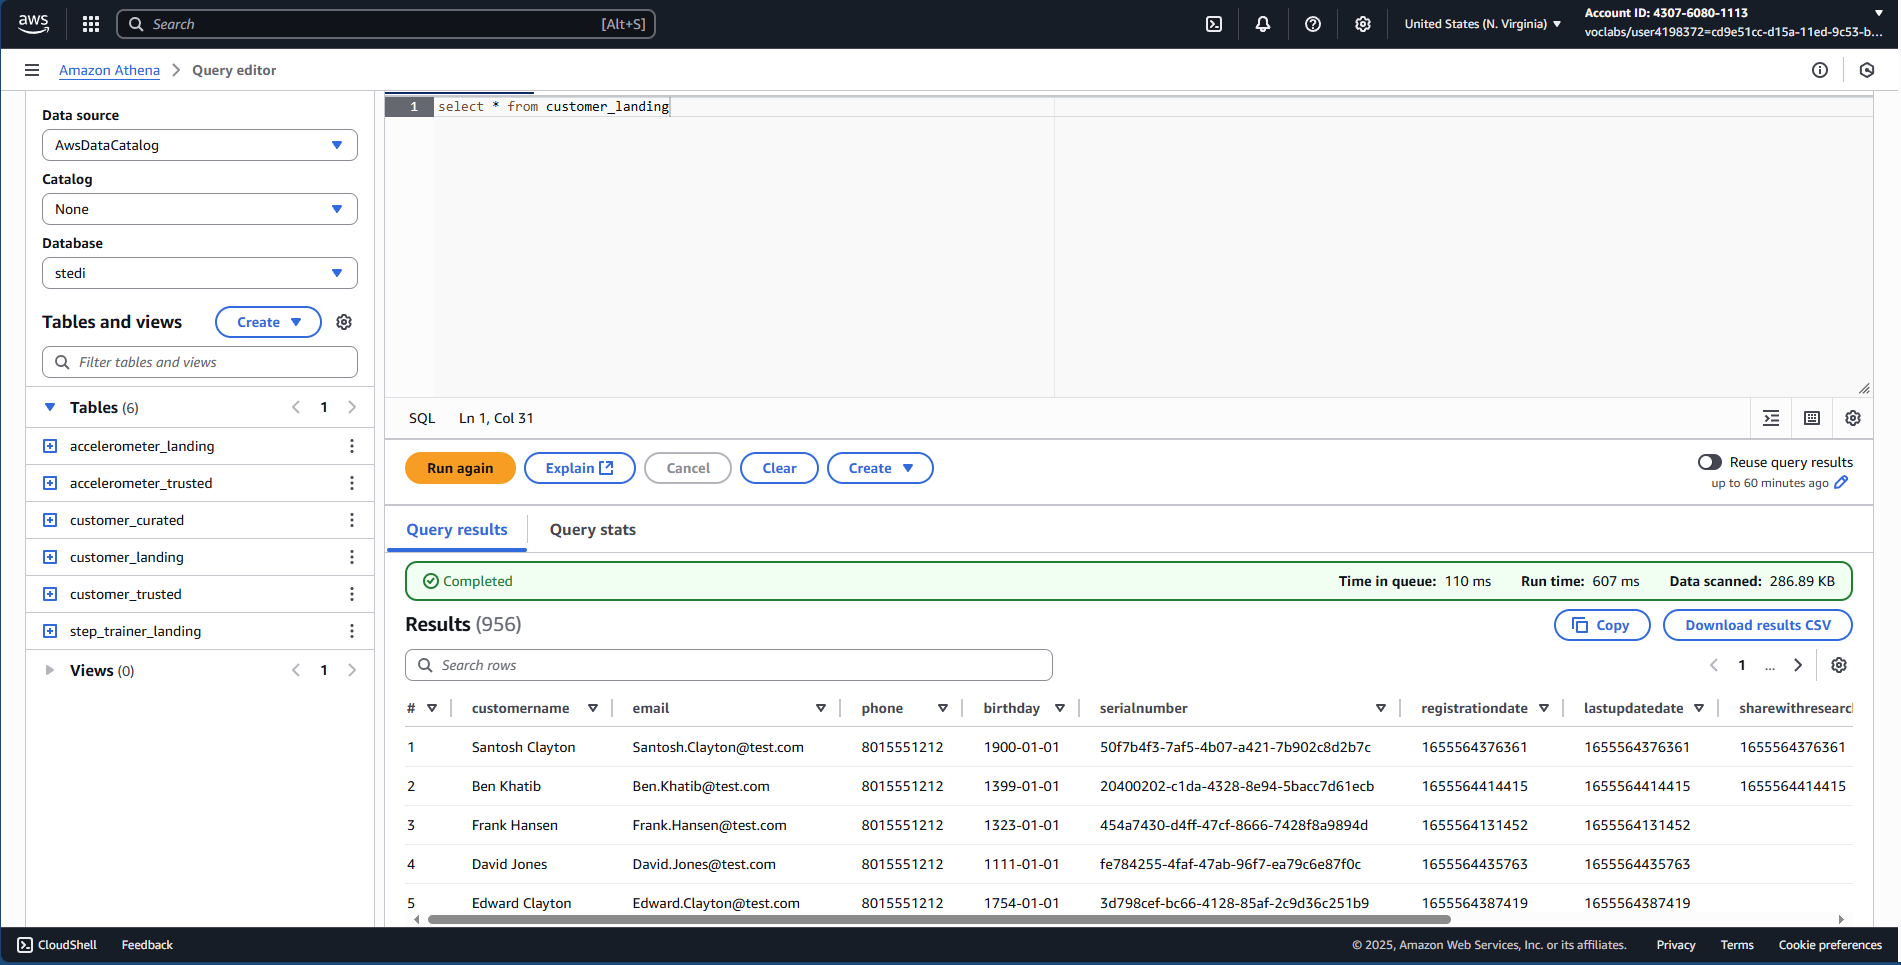 aws
Search [Alt+S]
United States (N. Virginia)
Account ID: 4307-6080-1113
voclabs/user4198372=cd9e51cc-d15a-11ed-9c53-b...
Amazon Athena > Query editor
Data source
AwsDataCatalog
Catalog
None
Database
stedi
Tables and views
Create
Filter tables and views
Tables (6) 1
accelerometer_landing
accelerometer_trusted
customer_curated
customer_landing
customer_trusted
step_trainer_landing
Views (0) 1
1 select * from customer_landing
SQL Ln 1, Col 31
Run again Explain Cancel Clear Create
Reuse query results
up to 60 minutes ago
Query results Query stats
Completed Time in queue: 110 ms Run time: 607 ms Data scanned: 286.89 KB
Results (956)
Copy Download results CSV
Search rows
1 ...
# customername email phone birthday serialnumber registrationdate lastupdatedate sharewithresearc
1 Santosh Clayton Santosh.Clayton@test.com 8015551212 1900-01-01 50f7b4f3-7af5-4b07-a421-7b902c8d2b7c 1655564376361 1655564376361 1655564376361
2 Ben Khatib Ben.Khatib@test.com 8015551212 1399-01-01 20400202-c1da-4328-8e94-5bacc7d61ecb 1655564414415 1655564414415 1655564414415
3 Frank Hansen Frank.Hansen@test.com 8015551212 1323-01-01 454a7430-d4ff-47cf-8666-7428f8a9894d 1655564131452 1655564131452
4 David Jones David.Jones@test.com 8015551212 1111-01-01 fe784255-4faf-47ab-96f7-ea79c6e87f0c 1655564435763 1655564435763
5 Edward Clayton Edward.Clayton@test.com 8015551212 1754-01-01 3d798cef-bc66-4128-85af-2c9d36c251b9 1655564387419 1655564387419
CloudShell Feedback
© 2025, Amazon Web Services, Inc. or its affiliates. Privacy Terms Cookie preferences